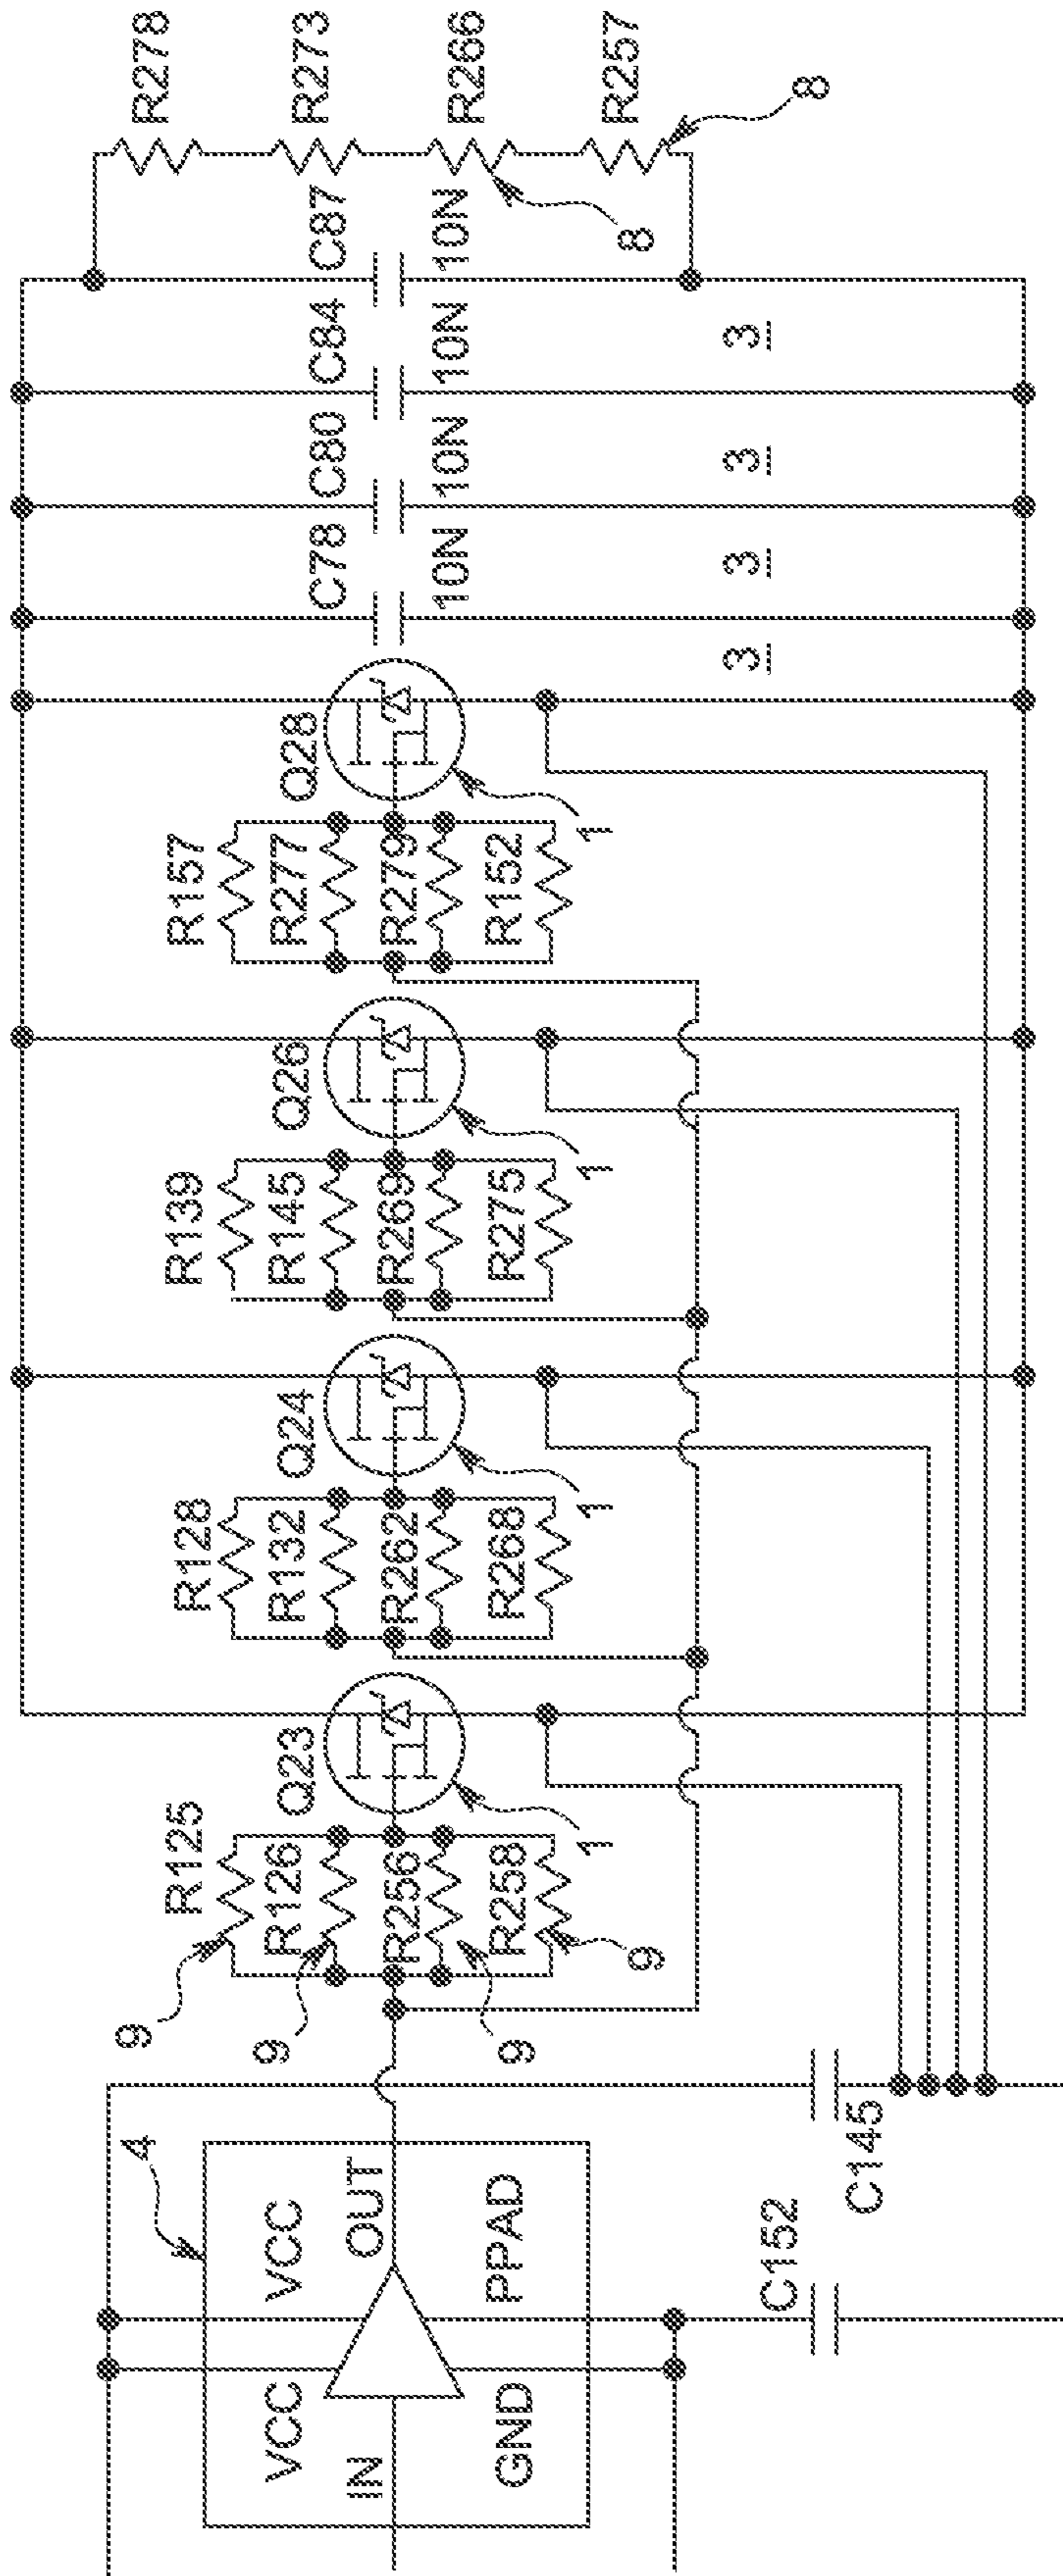 4
VCC
VCC
IN
OUT
GND
PPAD
C152
C145
9
R125
9
R126
9
R256
9
R258
Q23
1
R128
R132
R262
R268
Q24
1
R139
R145
R269
R275
Q26
1
R157
R277
R279
R152
Q28
1
C78
10N
3
C80
10N
3
C84
10N
3
C87
10N
3
R278
R273
R266
8
R257
8